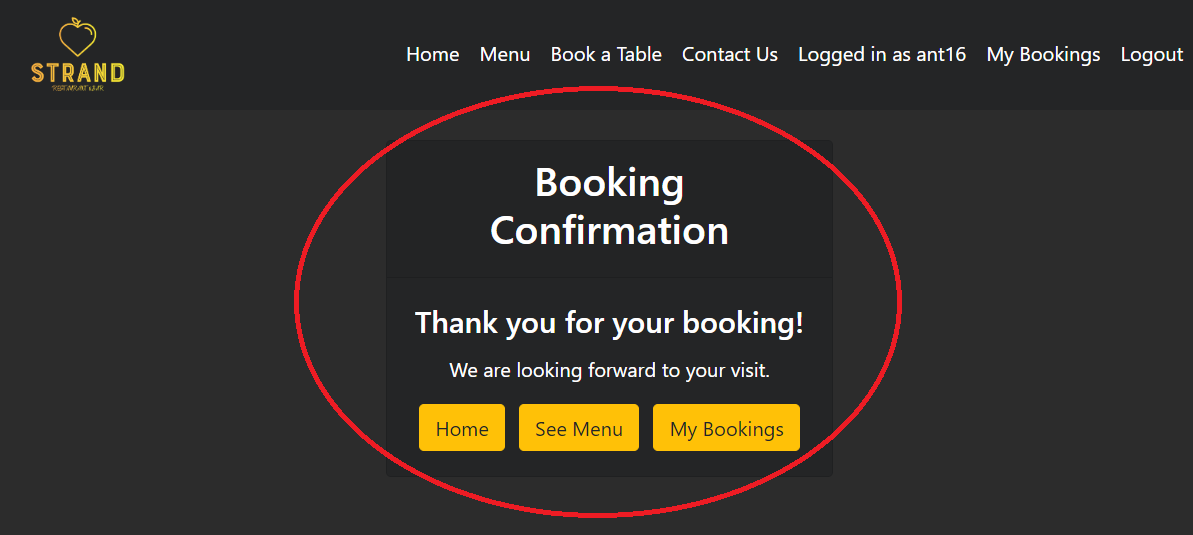 STRAND
Home Menu Book a Table Contact Us Logged in as ant16 My Bookings Logout
Booking
Confirmation
Thank you for your booking!
We are looking forward to your visit.
Home See Menu My Bookings